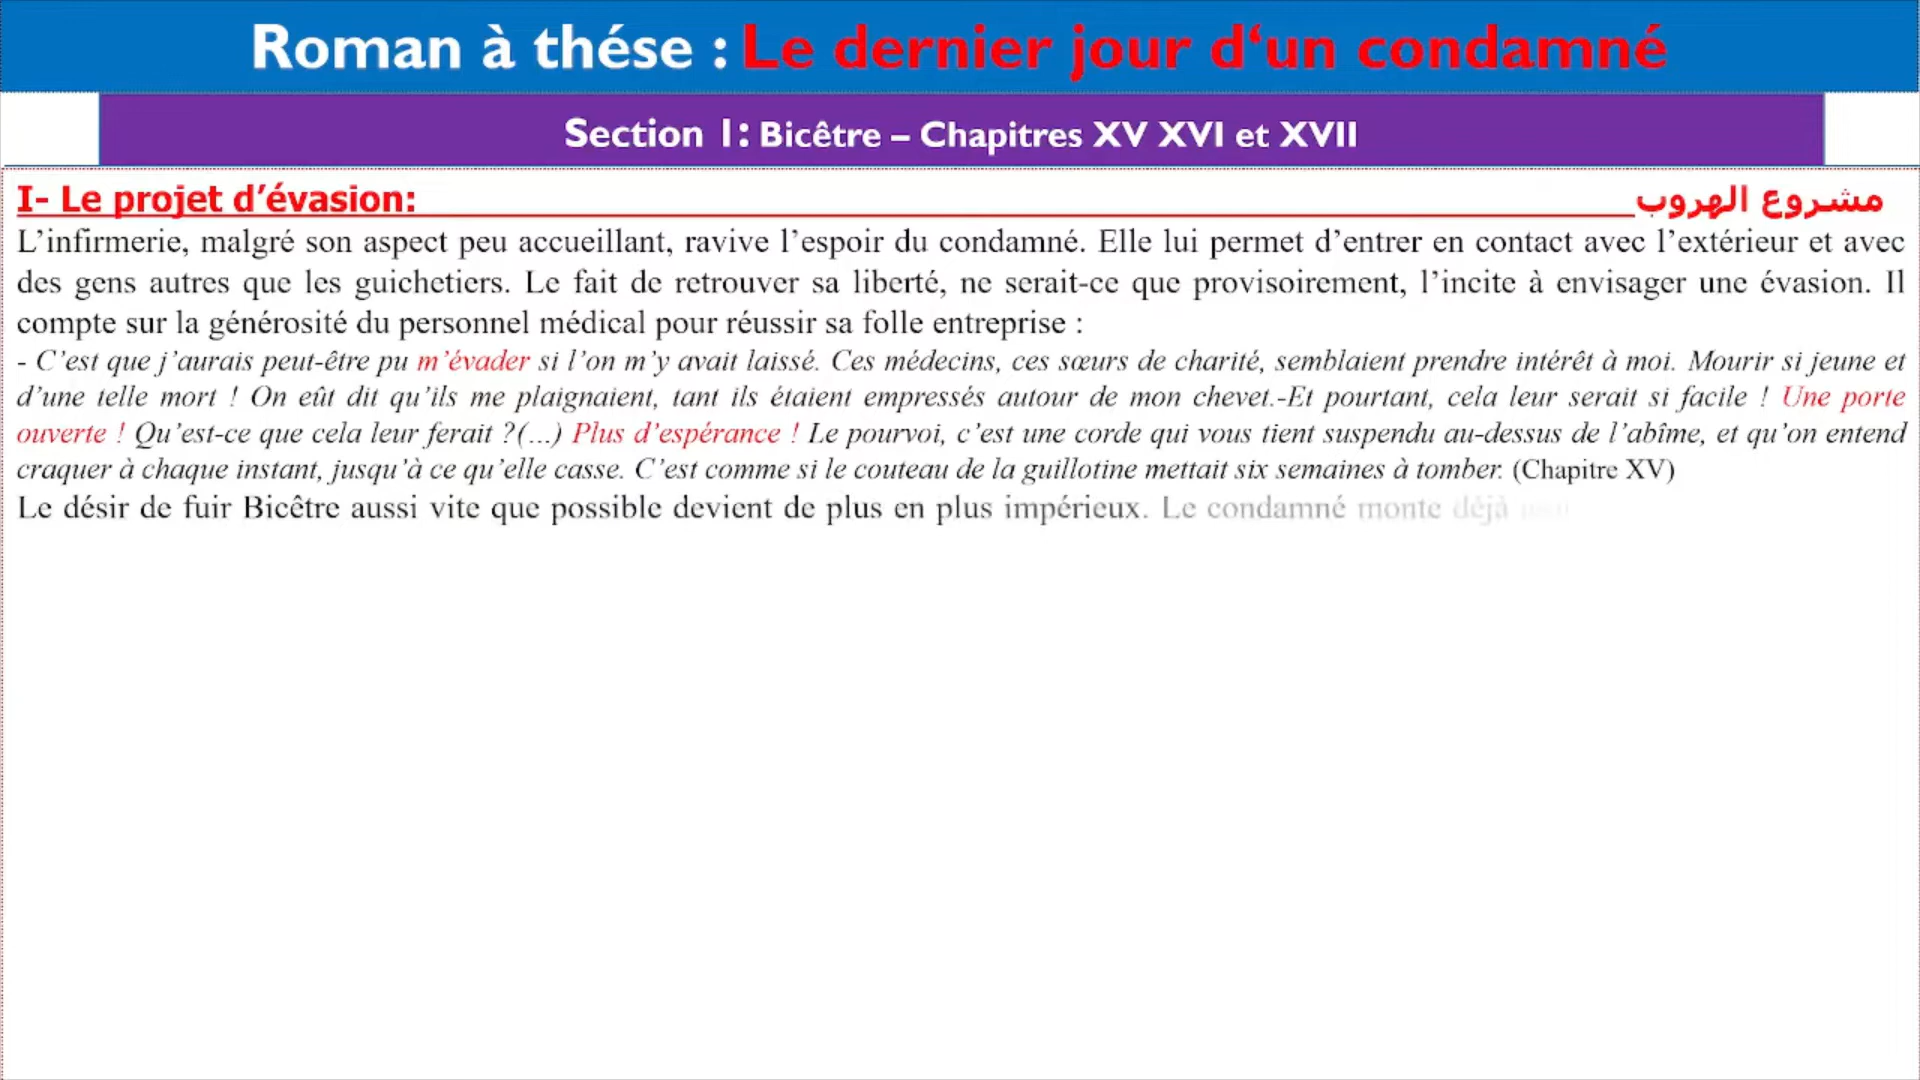 Roman à thése : Le dernier jour d‘un condamné
Section 1: Bicêtre – Chapitres XV XVI et XVII
I- Le projet d’évasion: مشروع الهروب
L’infirmerie, malgré son aspect peu accueillant, ravive l’espoir du condamné. Elle lui permet d’entrer en contact avec l’extérieur et avec
des gens autres que les guichetiers. Le fait de retrouver sa liberté, ne serait-ce que provisoirement, l’incite à envisager une évasion. Il
compte sur la générosité du personnel médical pour réussir sa folle entreprise :
- C’est que j’aurais peut-être pu m’évader si l’on m’y avait laissé. Ces médecins, ces sœurs de charité, semblaient prendre intérêt à moi. Mourir si jeune et
d’une telle mort ! On eût dit qu’ils me plaignaient, tant ils étaient empressés autour de mon chevet.-Et pourtant, cela leur serait si facile ! Une porte
ouverte ! Qu’est-ce que cela leur ferait ?(...) Plus d’espérance ! Le pourvoi, c’est une corde qui vous tient suspendu au-dessus de l’abîme, et qu’on entend
craquer à chaque instant, jusqu’à ce qu’elle casse. C’est comme si le couteau de la guillotine mettait six semaines à tomber. (Chapitre XV)
Le désir de fuir Bicêtre aussi vite que possible devient de plus en plus impérieux. Le condamné monte déjà